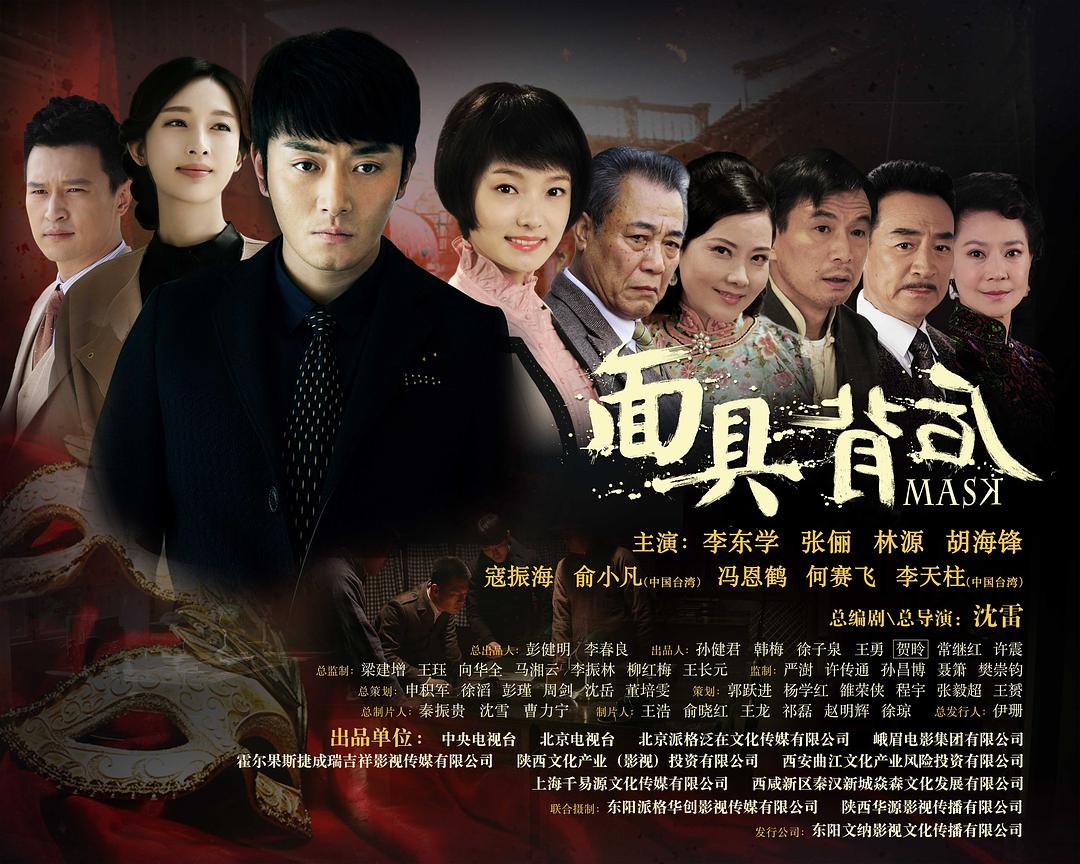 面具背后
MASK
主演：李东学 张俪 林源 胡海锋
寇振海 俞小凡（中国台湾） 冯恩鹤 何赛飞 李天柱（中国台湾）
总编剧\总导演：沈雷
总出品人：彭健明 李春良 出品人：孙健君 韩梅 徐子泉 王勇 贺呤 常继红 许震
总监制：梁建增 王珏 向华全 马湘云 李振林 柳红梅 王长元 监制：严澍 许传通 孙昌博 聂箫 樊崇钧
总策划：申积军 徐滔 彭瑾 周剑 沈岳 董培雯 策划：郭跃进 杨学红 雒荣侠 程宇 张毅超 王赟
总制片人：秦振贵 沈雪 曹力宁 制片人：王浩 俞晓红 王龙 祁磊 赵明辉 徐琼 总发行人：伊珊
出品单位：中央电视台 北京电视台 北京派格泛在文化传媒有限公司 峨眉电影集团有限公司
霍尔果斯捷成瑞吉祥影视传媒有限公司 陕西文化产业（影视）投资有限公司 西安曲江文化产业风险投资有限公司
上海千易源文化传媒有限公司 西咸新区秦汉新城焱森文化发展有限公司
联合摄制：东阳派格华创影视传媒有限公司 陕西华源影视传播有限公司
发行公司：东阳文纳影视文化传播有限公司